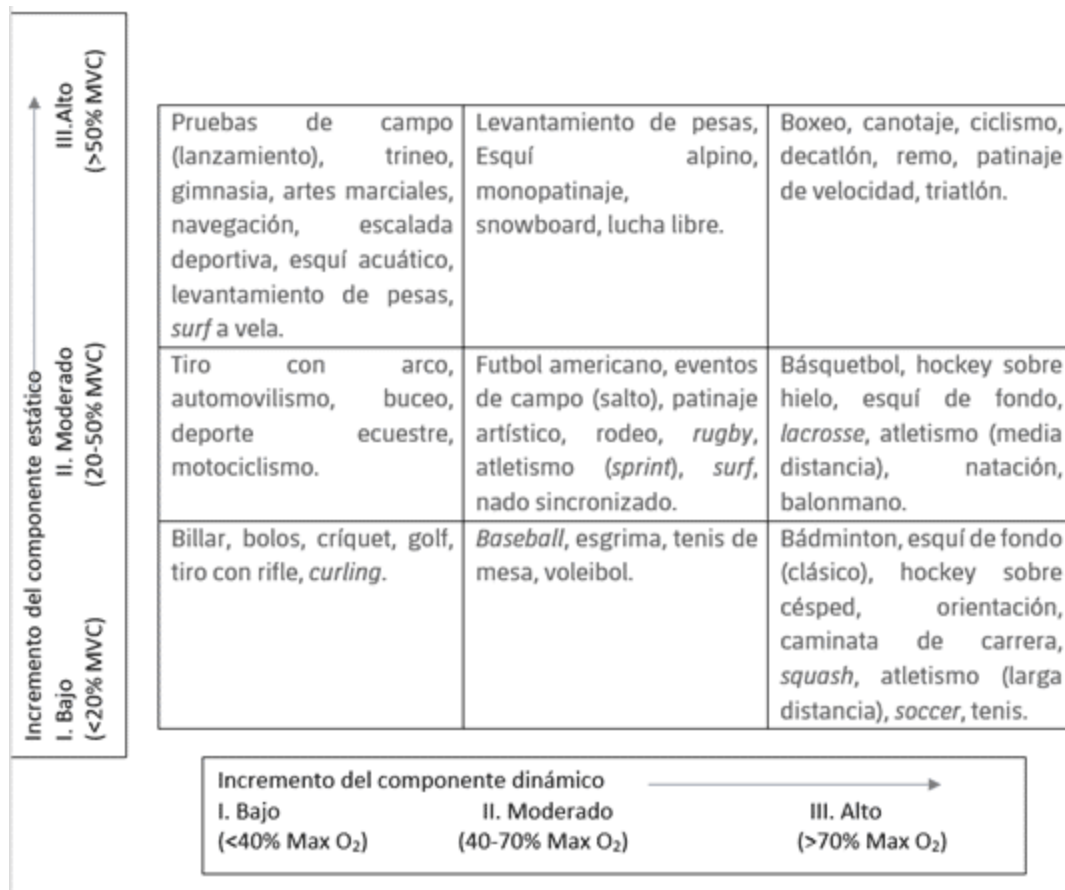 Incremento del componente estático
I. Bajo
(<20% MVC)
II. Moderado
(20-50% MVC)
III.Alto
(>50% MVC)
Pruebas de campo
(lanzamiento), trineo,
gimnasia, artes marciales,
navegación, escalada
deportiva, esquí acuático,
levantamiento de pesas,
surf a vela.
Levantamiento de pesas,
Esquí alpino,
monopatinaje,
snowboard, lucha libre.
Boxeo, canotaje, ciclismo,
decatlón, remo, patinaje
de velocidad, triatlón.
Tiro con arco,
automovilismo, buceo,
deporte ecuestre,
motociclismo.
Futbol americano, eventos
de campo (salto), patinaje
artístico, rodeo, rugby,
atletismo (sprint), surf,
nado sincronizado.
Básquetbol, hockey sobre
hielo, esquí de fondo,
lacrosse, atletismo (media
distancia), natación,
balonmano.
Billar, bolos, críquet, golf,
tiro con rifle, curling.
Baseball, esgrima, tenis de
mesa, voleibol.
Bádminton, esquí de fondo
(clásico), hockey sobre
césped, orientación,
caminata de carrera,
squash, atletismo (larga
distancia), soccer, tenis.
Incremento del componente dinámico
I. Bajo II. Moderado III. Alto
(<40% Max O₂) (40-70% Max O₂) (>70% Max O₂)